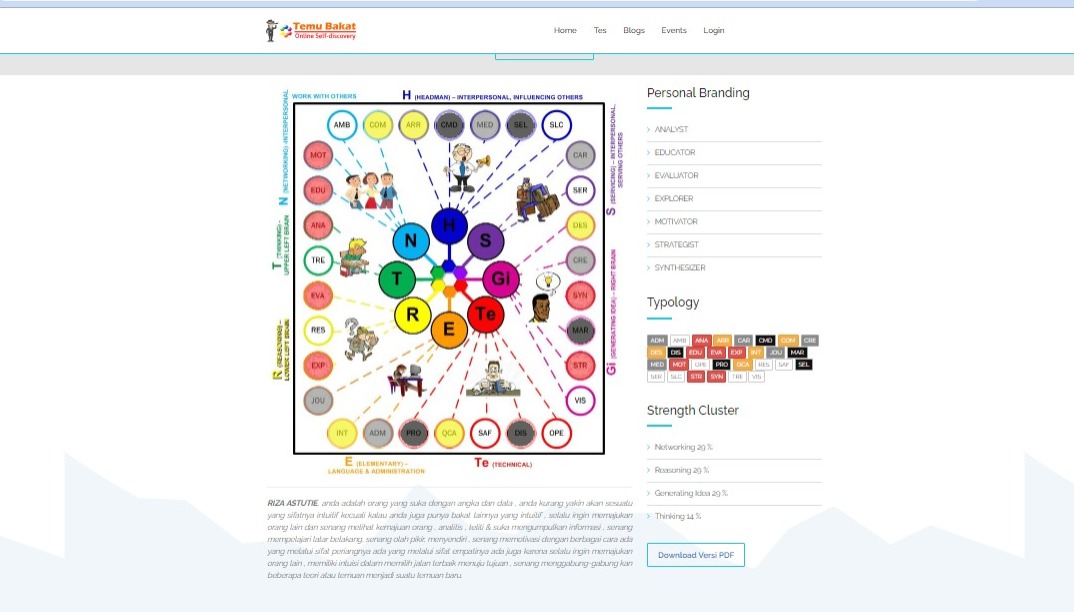 Temu Bakat
Online Self-discovery
Home Tes Blogs Events Login
WORK WITH OTHERS
H (HEADMAN) – INTERPERSONAL, INFLUENCING OTHERS
AMB COM ARR CMD MED SEL SLC
N (NETWORKING) -INTERPERSONAL
T (THINKING) -
UPPER LEFT BRAIN
R (REASONING) –
LOWER LEFT BRAIN
MOT
EDU
ANA
TRE
EVA
RES
EXP
JOU
H
N S
T Gi
R Te
E
CAR
SER
DES
CRE
SYN
MAR
STR
VIS
S (SERVICING) – INTERPERSONAL,
SERVING OTHERS
Gi (GENERATING IDEA) – RIGHT BRAIN
INT ADM PRO QCA SAF DIS OPE
E (ELEMENTARY) –
LANGUAGE & ADMINISTRATION
Te (TECHNICAL)
RIZA ASTUTIE, anda adalah orang yang suka dengan angka dan data , anda kurang yakin akan sesuatu
yang sifatnya intuitif kecuali kalau anda juga punya bakat lainnya yang intuitif , selalu ingin memajukan
orang lain dan senang melihat kemajuan orang , analitis , teliti & suka mengumpulkan informasi , senang
mempelajari latar belakang, senang olah pikir, menyendiri , senang memotivasi dengan berbagai cara ada
yang melalui sifat periangnya ada yang melalui sifat empatinya ada juga karena selalu ingin memajukan
orang lain , memiliki intuisi dalam memilih jalan terbaik menuju tujuan , senang menggabung-gabung kan
beberapa teori atau temuan menjadi suatu temuan baru.
Personal Branding
ANALYST
EDUCATOR
EVALUATOR
EXPLORER
MOTIVATOR
STRATEGIST
SYNTHESIZER
Typology
ADM AMB ANA ARR CAR CMD COM CRE
DES DIS EDU EVA EXP INT JOU MAR
MED MOT OPE PRO QCA RES SAF SEL
SER SLC STR SYN TRE VIS
Strength Cluster
Networking 29 %
Reasoning 29 %
Generating Idea 29 %
Thinking 14 %
Download Versi PDF